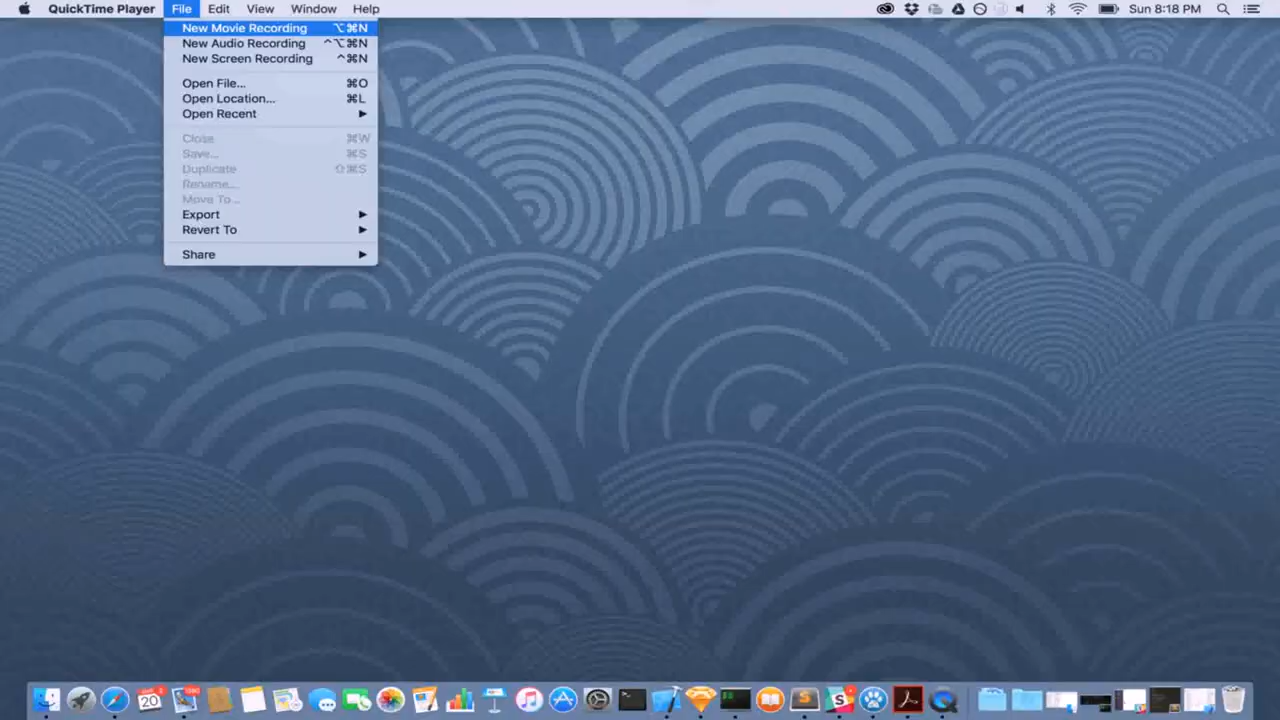 QuickTime Player File Edit View Window Help Sun 8:18 PM
New Movie Recording ⌥⌘N
New Audio Recording ^⌥⌘N
New Screen Recording ^⌘N
Open File... ⌘O
Open Location... ⌘L
Open Recent ▶
Close ⌘W
Save... ⌘S
Duplicate ⇧⌘S
Rename...
Move To...
Export ▶
Revert To ▶
Share ▶
20